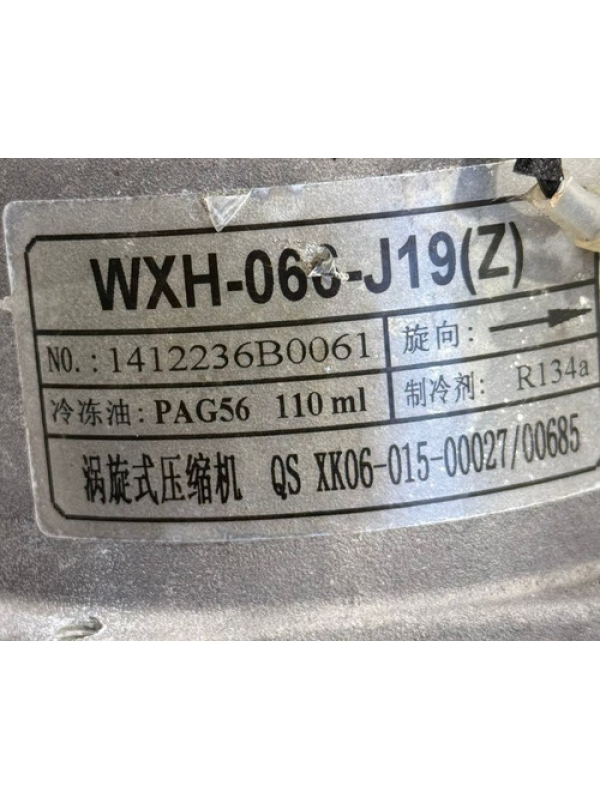 WXH-066-J19(Z)
NO.: 1412236B0061
旋向:
冷冻油: PAG56 110 ml
制冷剂: R134a
涡旋式压缩机 QS XK06-015-00027/00685